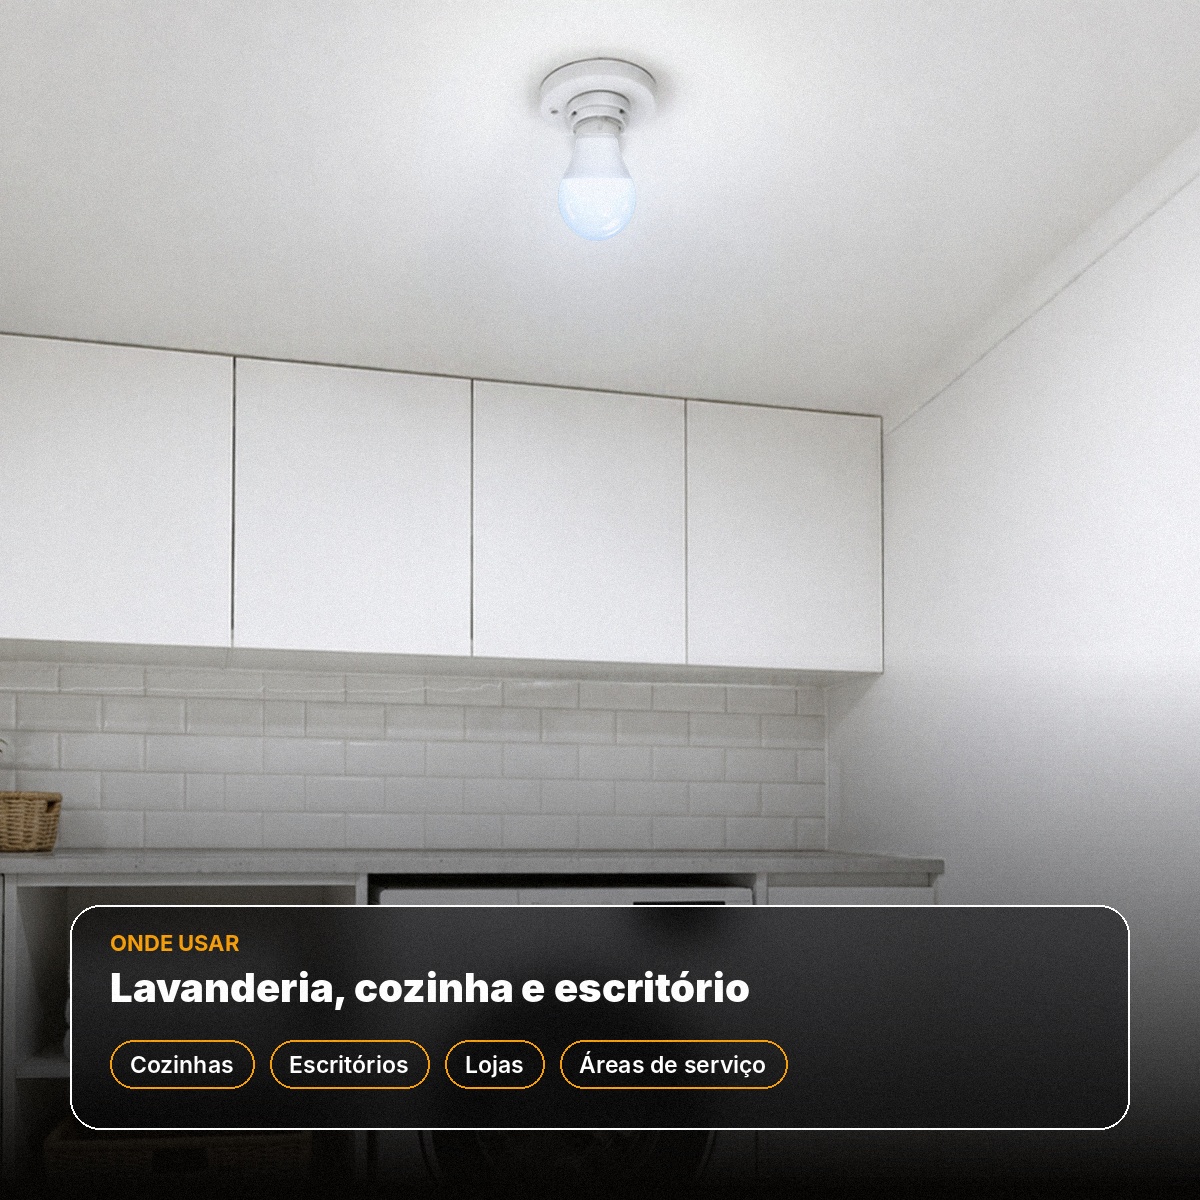 ONDE USAR
Lavanderia, cozinha e escritório
Cozinhas
Escritórios
Lojas
Áreas de serviço